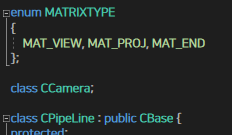 enum MATRIXTYPE
{
MAT_VIEW, MAT_PROJ, MAT_END
};
class CCamera;
class CPipeLine : public CBase {
protected: